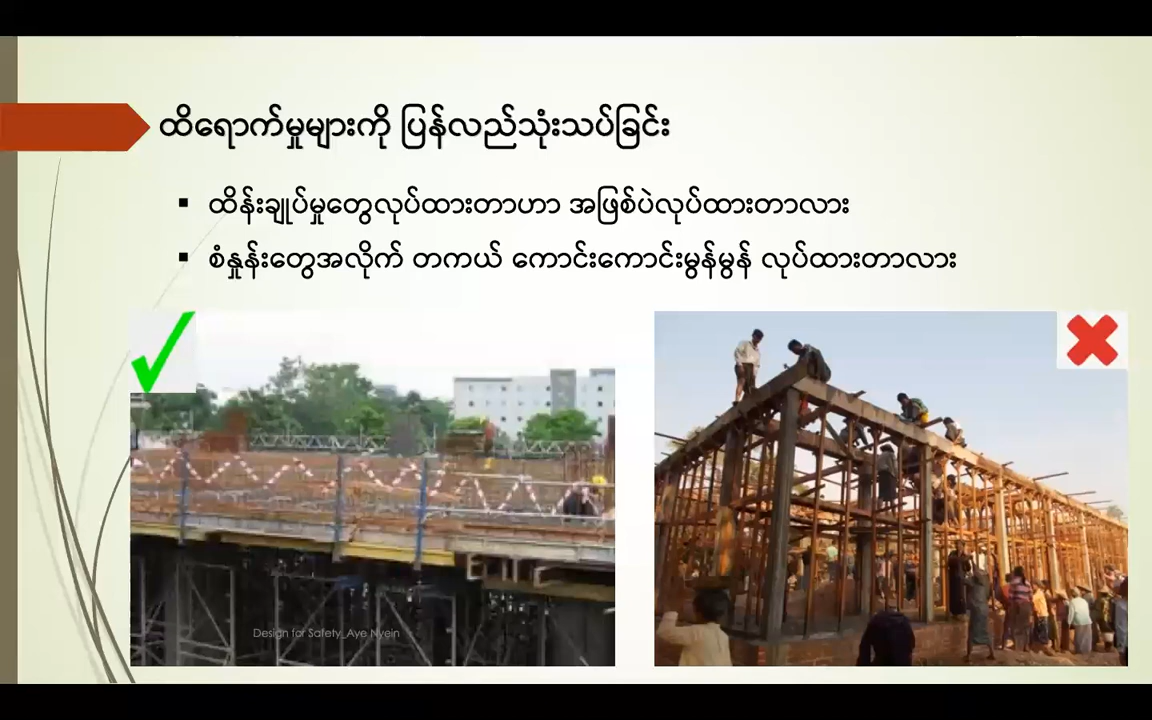 ထိရောက်မှုများကို ပြန်လည်သုံးသပ်ခြင်း
ထိန်းချုပ်မှုတွေလုပ်ထားတာဟာ အဖြစ်ပဲလုပ်ထားတာလား
စံနှုန်းတွေအလိုက် တကယ် ကောင်းကောင်းမွန်မွန် လုပ်ထားတာလား
Design for Safety_Aye Nyein